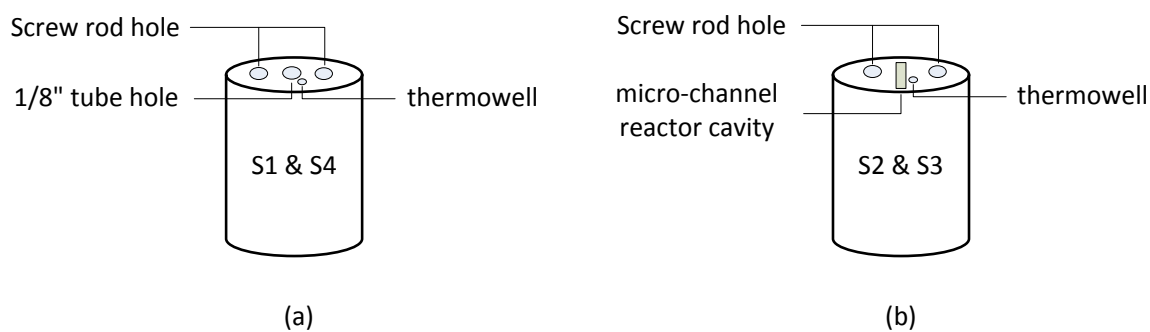 Screw rod hole
1/8" tube hole
thermowell
S1 & S4
(a)
Screw rod hole
micro-channel
reactor cavity
thermowell
S2 & S3
(b)